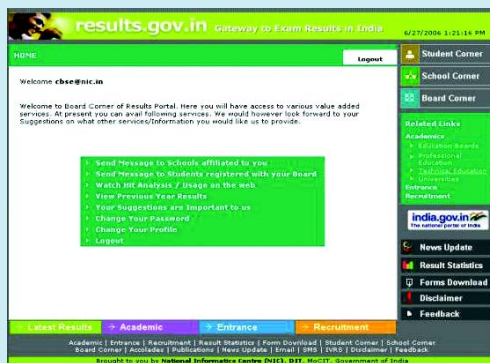 results.gov.in Gateway to Exam Results in India
6/27/2006 1:21:16 PM
HOME
Logout
Welcome cbse@nic.in
Welcome to Board Corner of Results Portal. Here you will have access to various value added
services. At present you can avail following services. We would however look forward to your
Suggestions on what other services/Information you would like us to provide.
Send Message to Schools affiliated to you
Send Message to Students registered with your Board
Watch Hit Analysis / Usage on the web
View Previous Year Results
Your Suggestions are Important to us
Change Your Password
Change Your Profile
Logout
Student Corner
School Corner
Board Corner
Related Links
Academics
Education Boards
Professional
Education
Technical Education
Universities
Entrance
Recruitment
india.gov.in
The national portal of India
News Update
Result Statistics
Forms Download
Disclaimer
Feedback
Latest Results
Academic
Entrance
Recruitment
Academic | Entrance | Recruitment | Result Statistics | Form Download | Student Corner | School Corner
Board Corner | Accolades | Publications | News Update | Email | SMS | IVRS | Disclaimer | Feedback
Brought to you by National Informatics Centre (NIC), DIT, MoCIT, Government of India